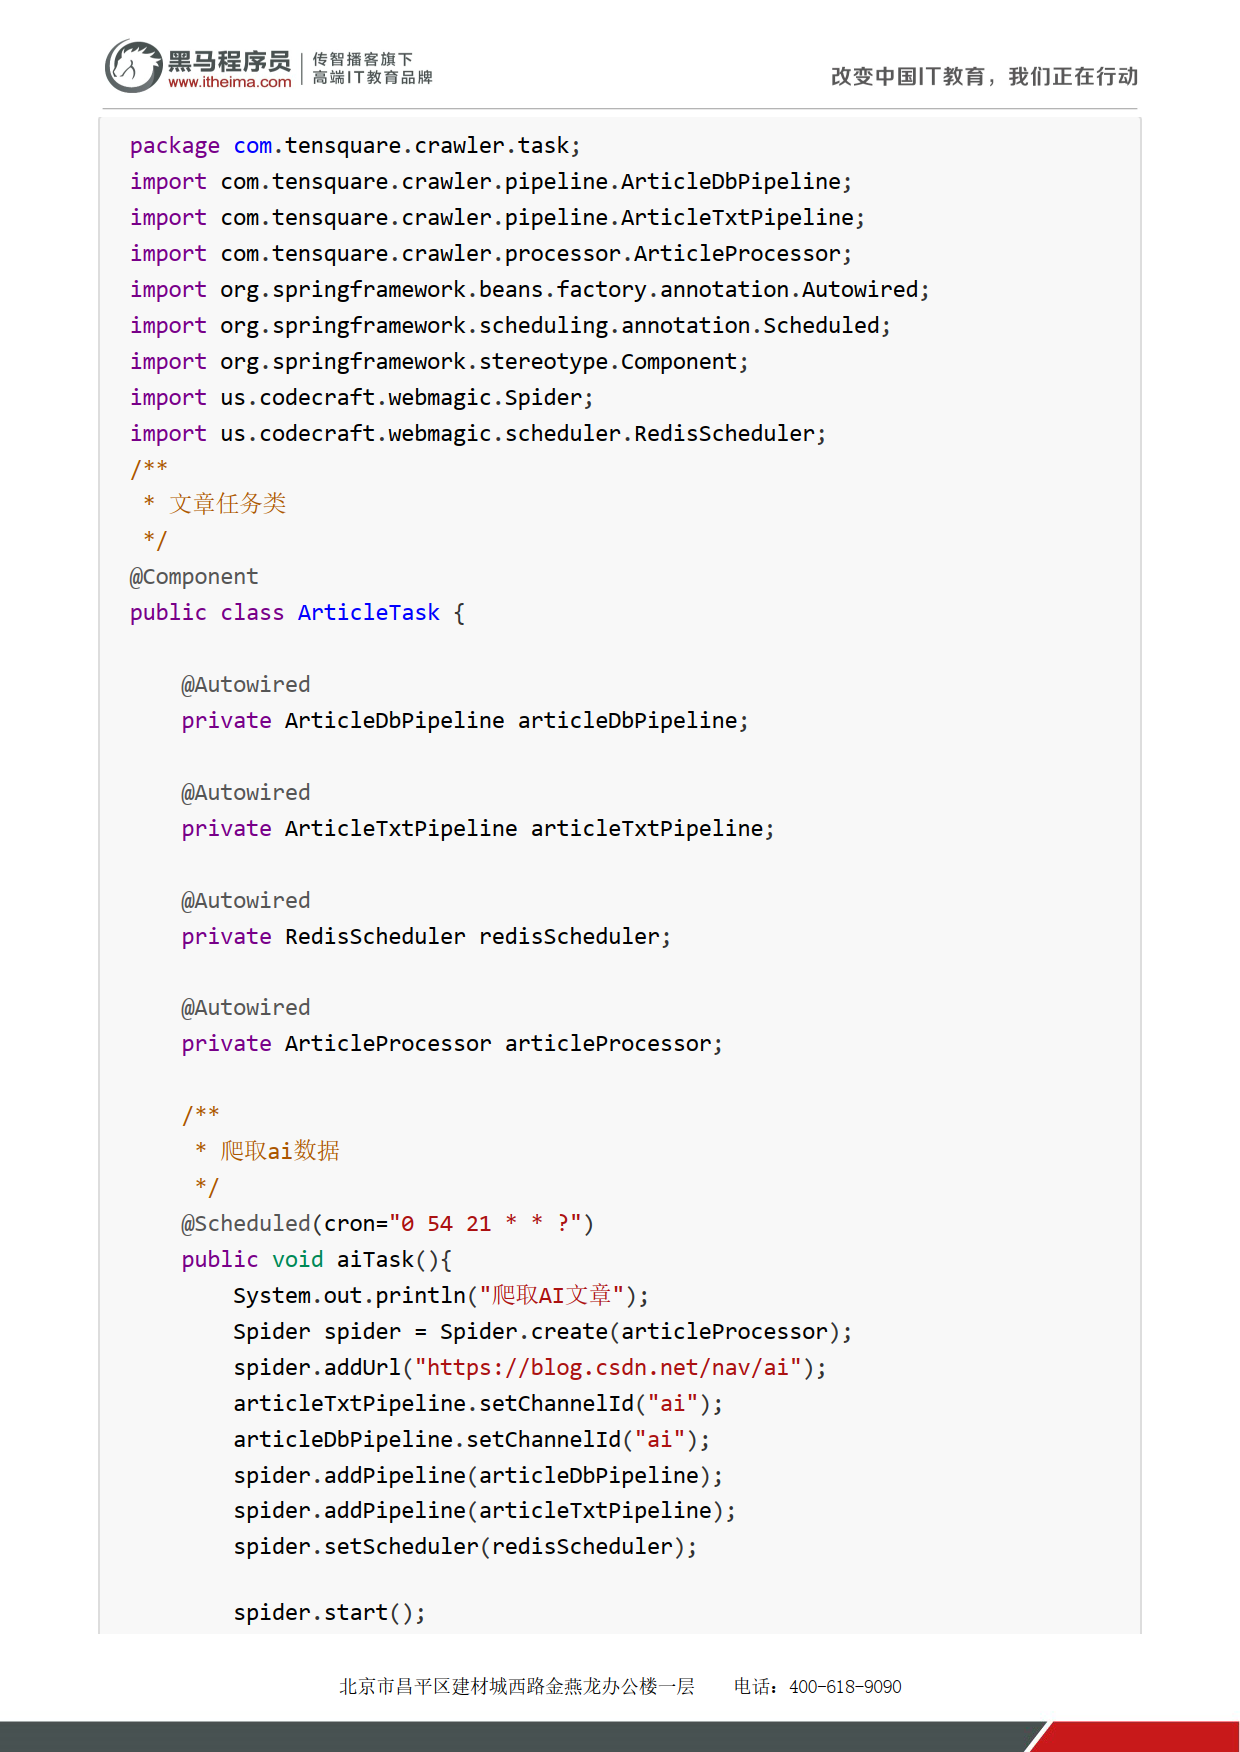 黑马程序员
www.itheima.com
传智播客旗下
高端IT教育品牌
改变中国IT教育，我们正在行动
package com.tensquare.crawler.task;
import com.tensquare.crawler.pipeline.ArticleDbPipeline;
import com.tensquare.crawler.pipeline.ArticleTxtPipeline;
import com.tensquare.crawler.processor.ArticleProcessor;
import org.springframework.beans.factory.annotation.Autowired;
import org.springframework.scheduling.annotation.Scheduled;
import org.springframework.stereotype.Component;
import us.codecraft.webmagic.Spider;
import us.codecraft.webmagic.scheduler.RedisScheduler;
/**
 * 文章任务类
 */
@Component
public class ArticleTask {
    @Autowired
    private ArticleDbPipeline articleDbPipeline;
    @Autowired
    private ArticleTxtPipeline articleTxtPipeline;
    @Autowired
    private RedisScheduler redisScheduler;
    @Autowired
    private ArticleProcessor articleProcessor;
    /**
     * 爬取ai数据
     */
    @Scheduled(cron="0 54 21 * * ?")
    public void aiTask(){
        System.out.println("爬取AI文章");
        Spider spider = Spider.create(articleProcessor);
        spider.addUrl("https://blog.csdn.net/nav/ai");
        articleTxtPipeline.setChannelId("ai");
        articleDbPipeline.setChannelId("ai");
        spider.addPipeline(articleDbPipeline);
        spider.addPipeline(articleTxtPipeline);
        spider.setScheduler(redisScheduler);
        spider.start();
北京市昌平区建材城西路金燕龙办公楼一层 电话：400-618-9090